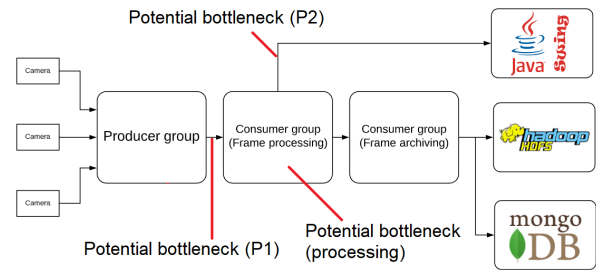 Potential bottleneck (P2)
Java
Swing
Camera
Camera
Camera
Producer group
Consumer group
(Frame processing)
Consumer group
(Frame archiving)
hadoop
HDFS
Potential bottleneck (P1)
Potential bottleneck
(processing)
mongo
DB